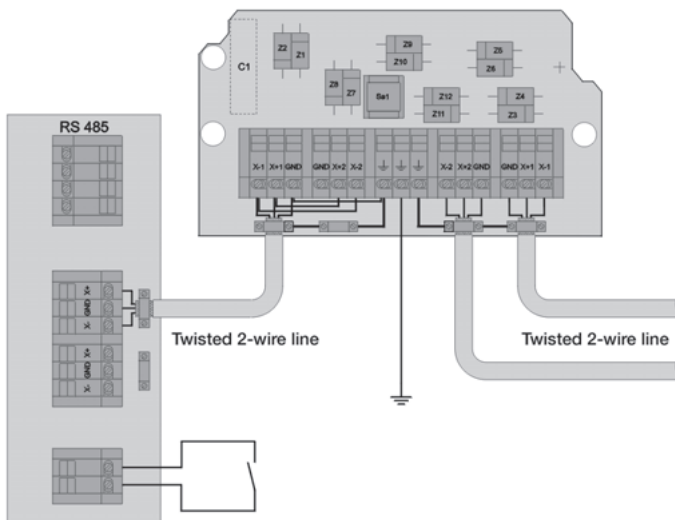 Z2
Z1
Z9
Z10
Z5
Z6
C1
Z8
Z7
Sa1
Z12
Z11
Z4
Z3
RS 485
X-1 X+1 GND GND X+2 X-2 X-2 X+2 GND GND X+1 X-1
X+
GND
X-
X+
GND
X-
Twisted 2-wire line
Twisted 2-wire line